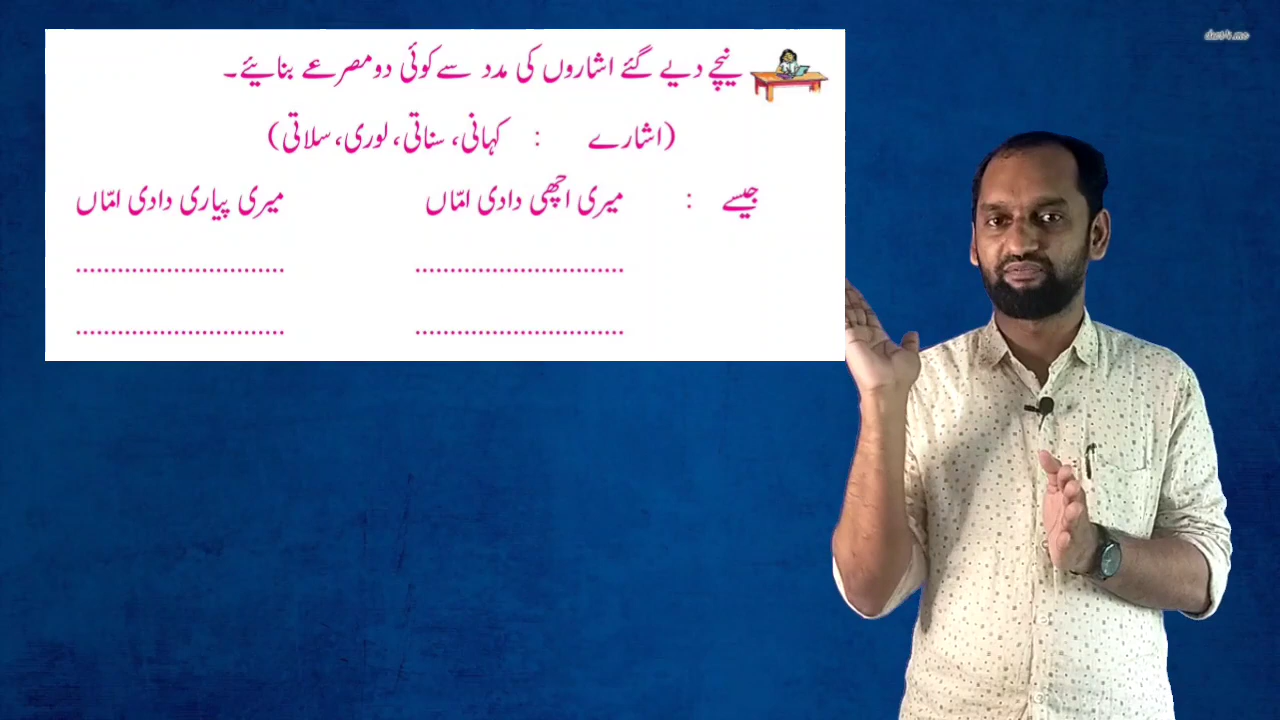 نیچے دیے گئے اشاروں کی مدد سے کوئی دو مصرعے بنائیئے۔
(اشارے : کہانی، سناتی، لوری، سلاتی)
جیسے : میری اچھی دادی امّاں میری پیاری دادی امّاں
.............................. ..............................
.............................. ..............................